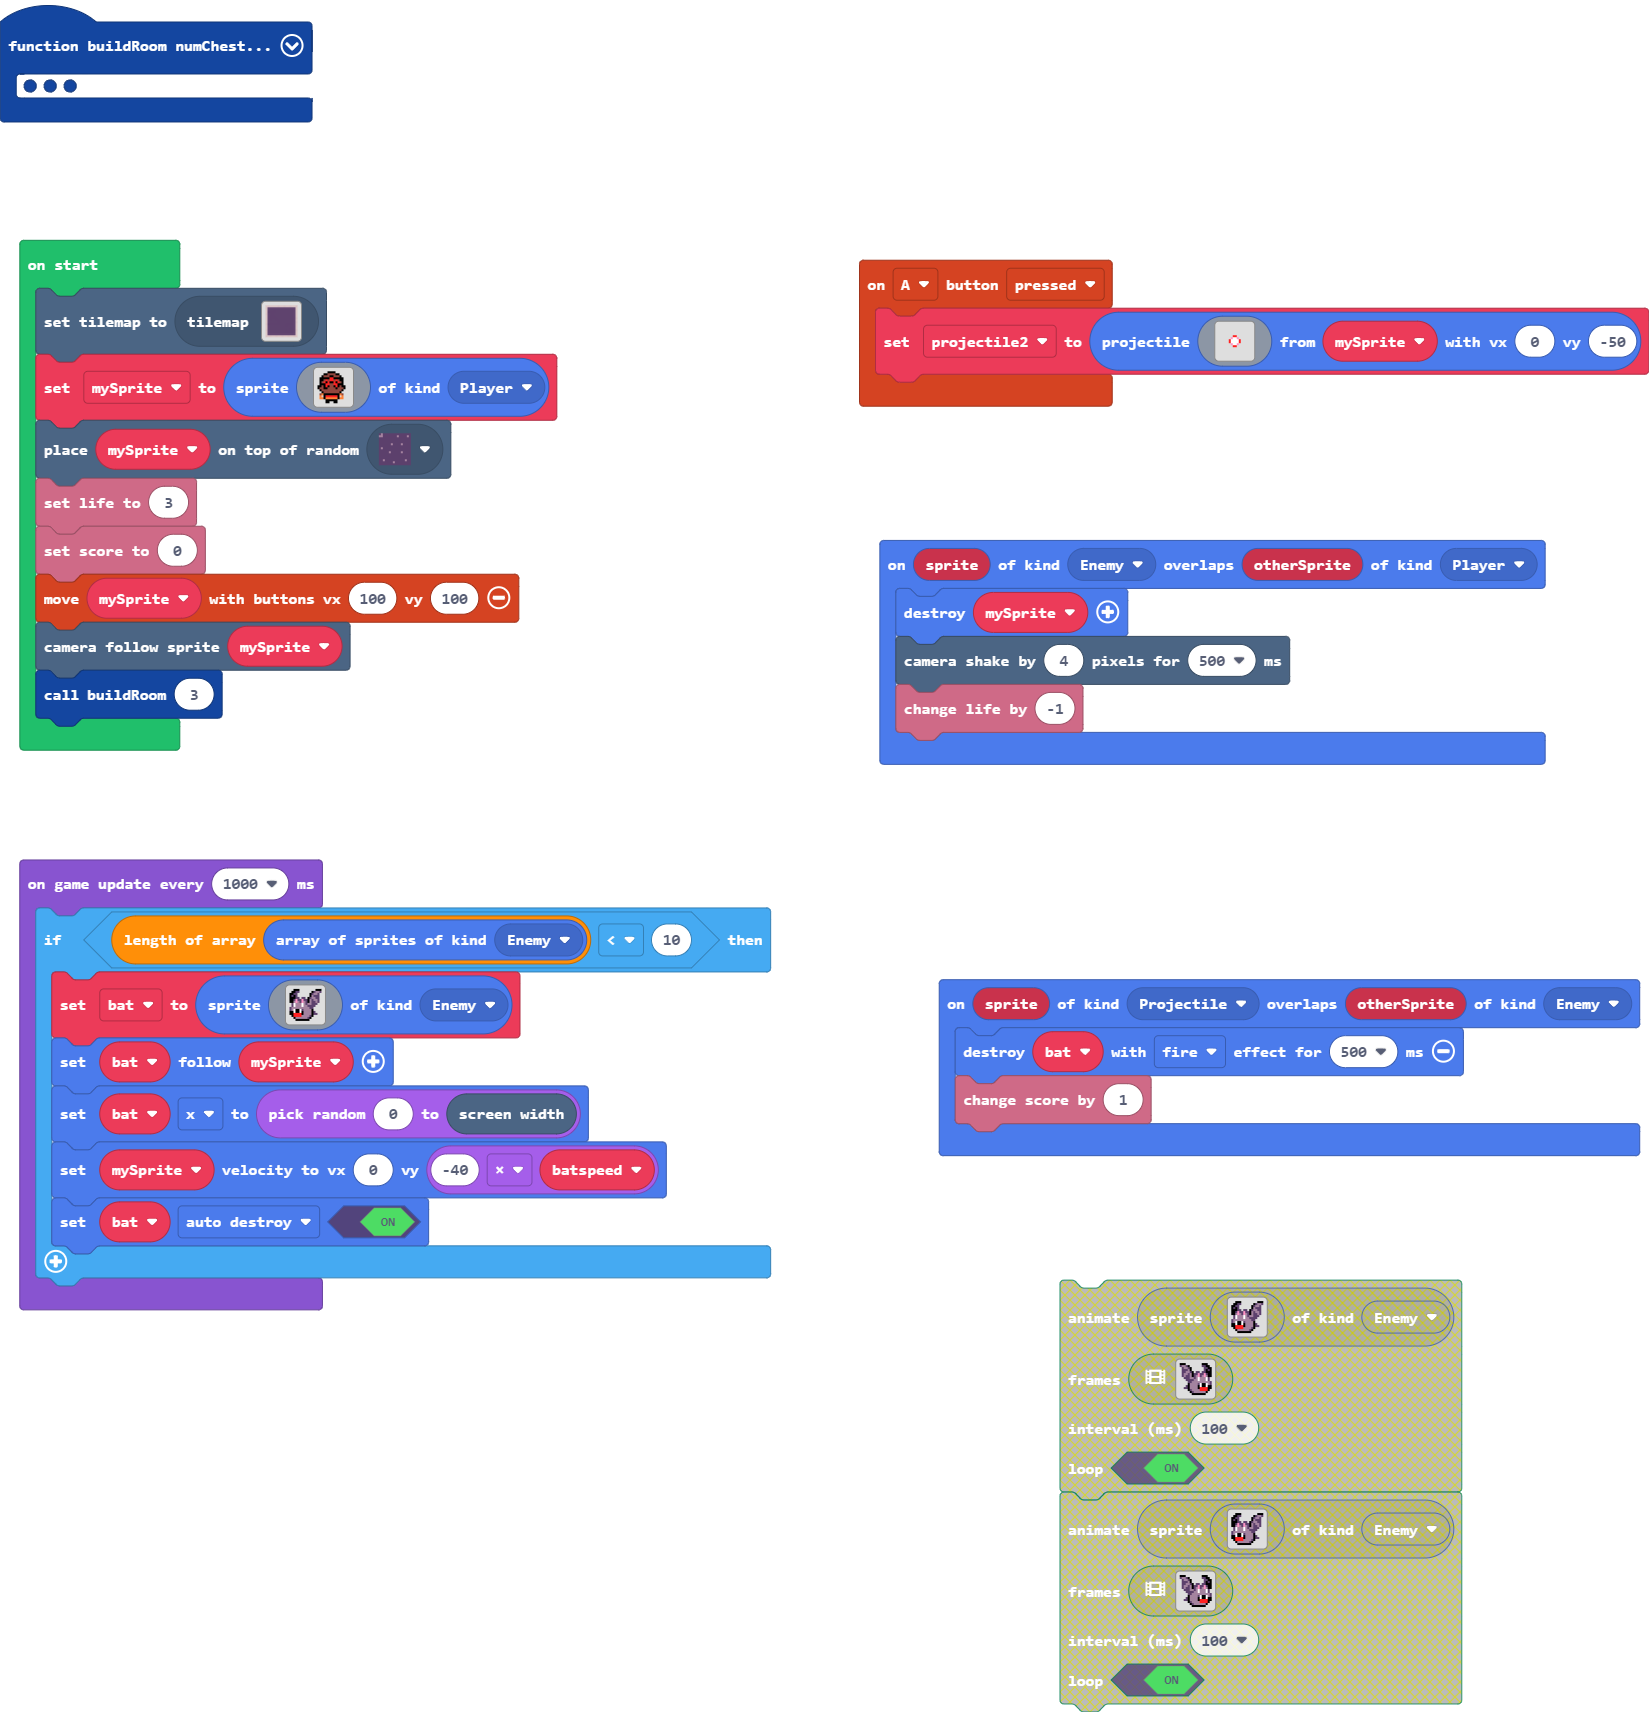 function buildRoom numChest...
on start
set tilemap to tilemap
set mySprite to sprite of kind Player
place mySprite on top of random
set life to 3
set score to 0
move mySprite with buttons vx 100 vy 100
camera follow sprite mySprite
call buildRoom 3
on A button pressed
set projectile2 to projectile from mySprite with vx 0 vy -50
on sprite of kind Enemy overlaps otherSprite of kind Player
destroy mySprite
camera shake by 4 pixels for 500 ms
change life by -1
on game update every 1000 ms
if length of array array of sprites of kind Enemy < 10 then
set bat to sprite of kind Enemy
set bat follow mySprite
set bat x to pick random 0 to screen width
set mySprite velocity to vx 0 vy -40 × batspeed
set bat auto destroy ON
on sprite of kind Projectile overlaps otherSprite of kind Enemy
destroy bat with fire effect for 500 ms
change score by 1
animate sprite of kind Enemy
frames
interval (ms) 100
loop ON
animate sprite of kind Enemy
frames
interval (ms) 100
loop ON